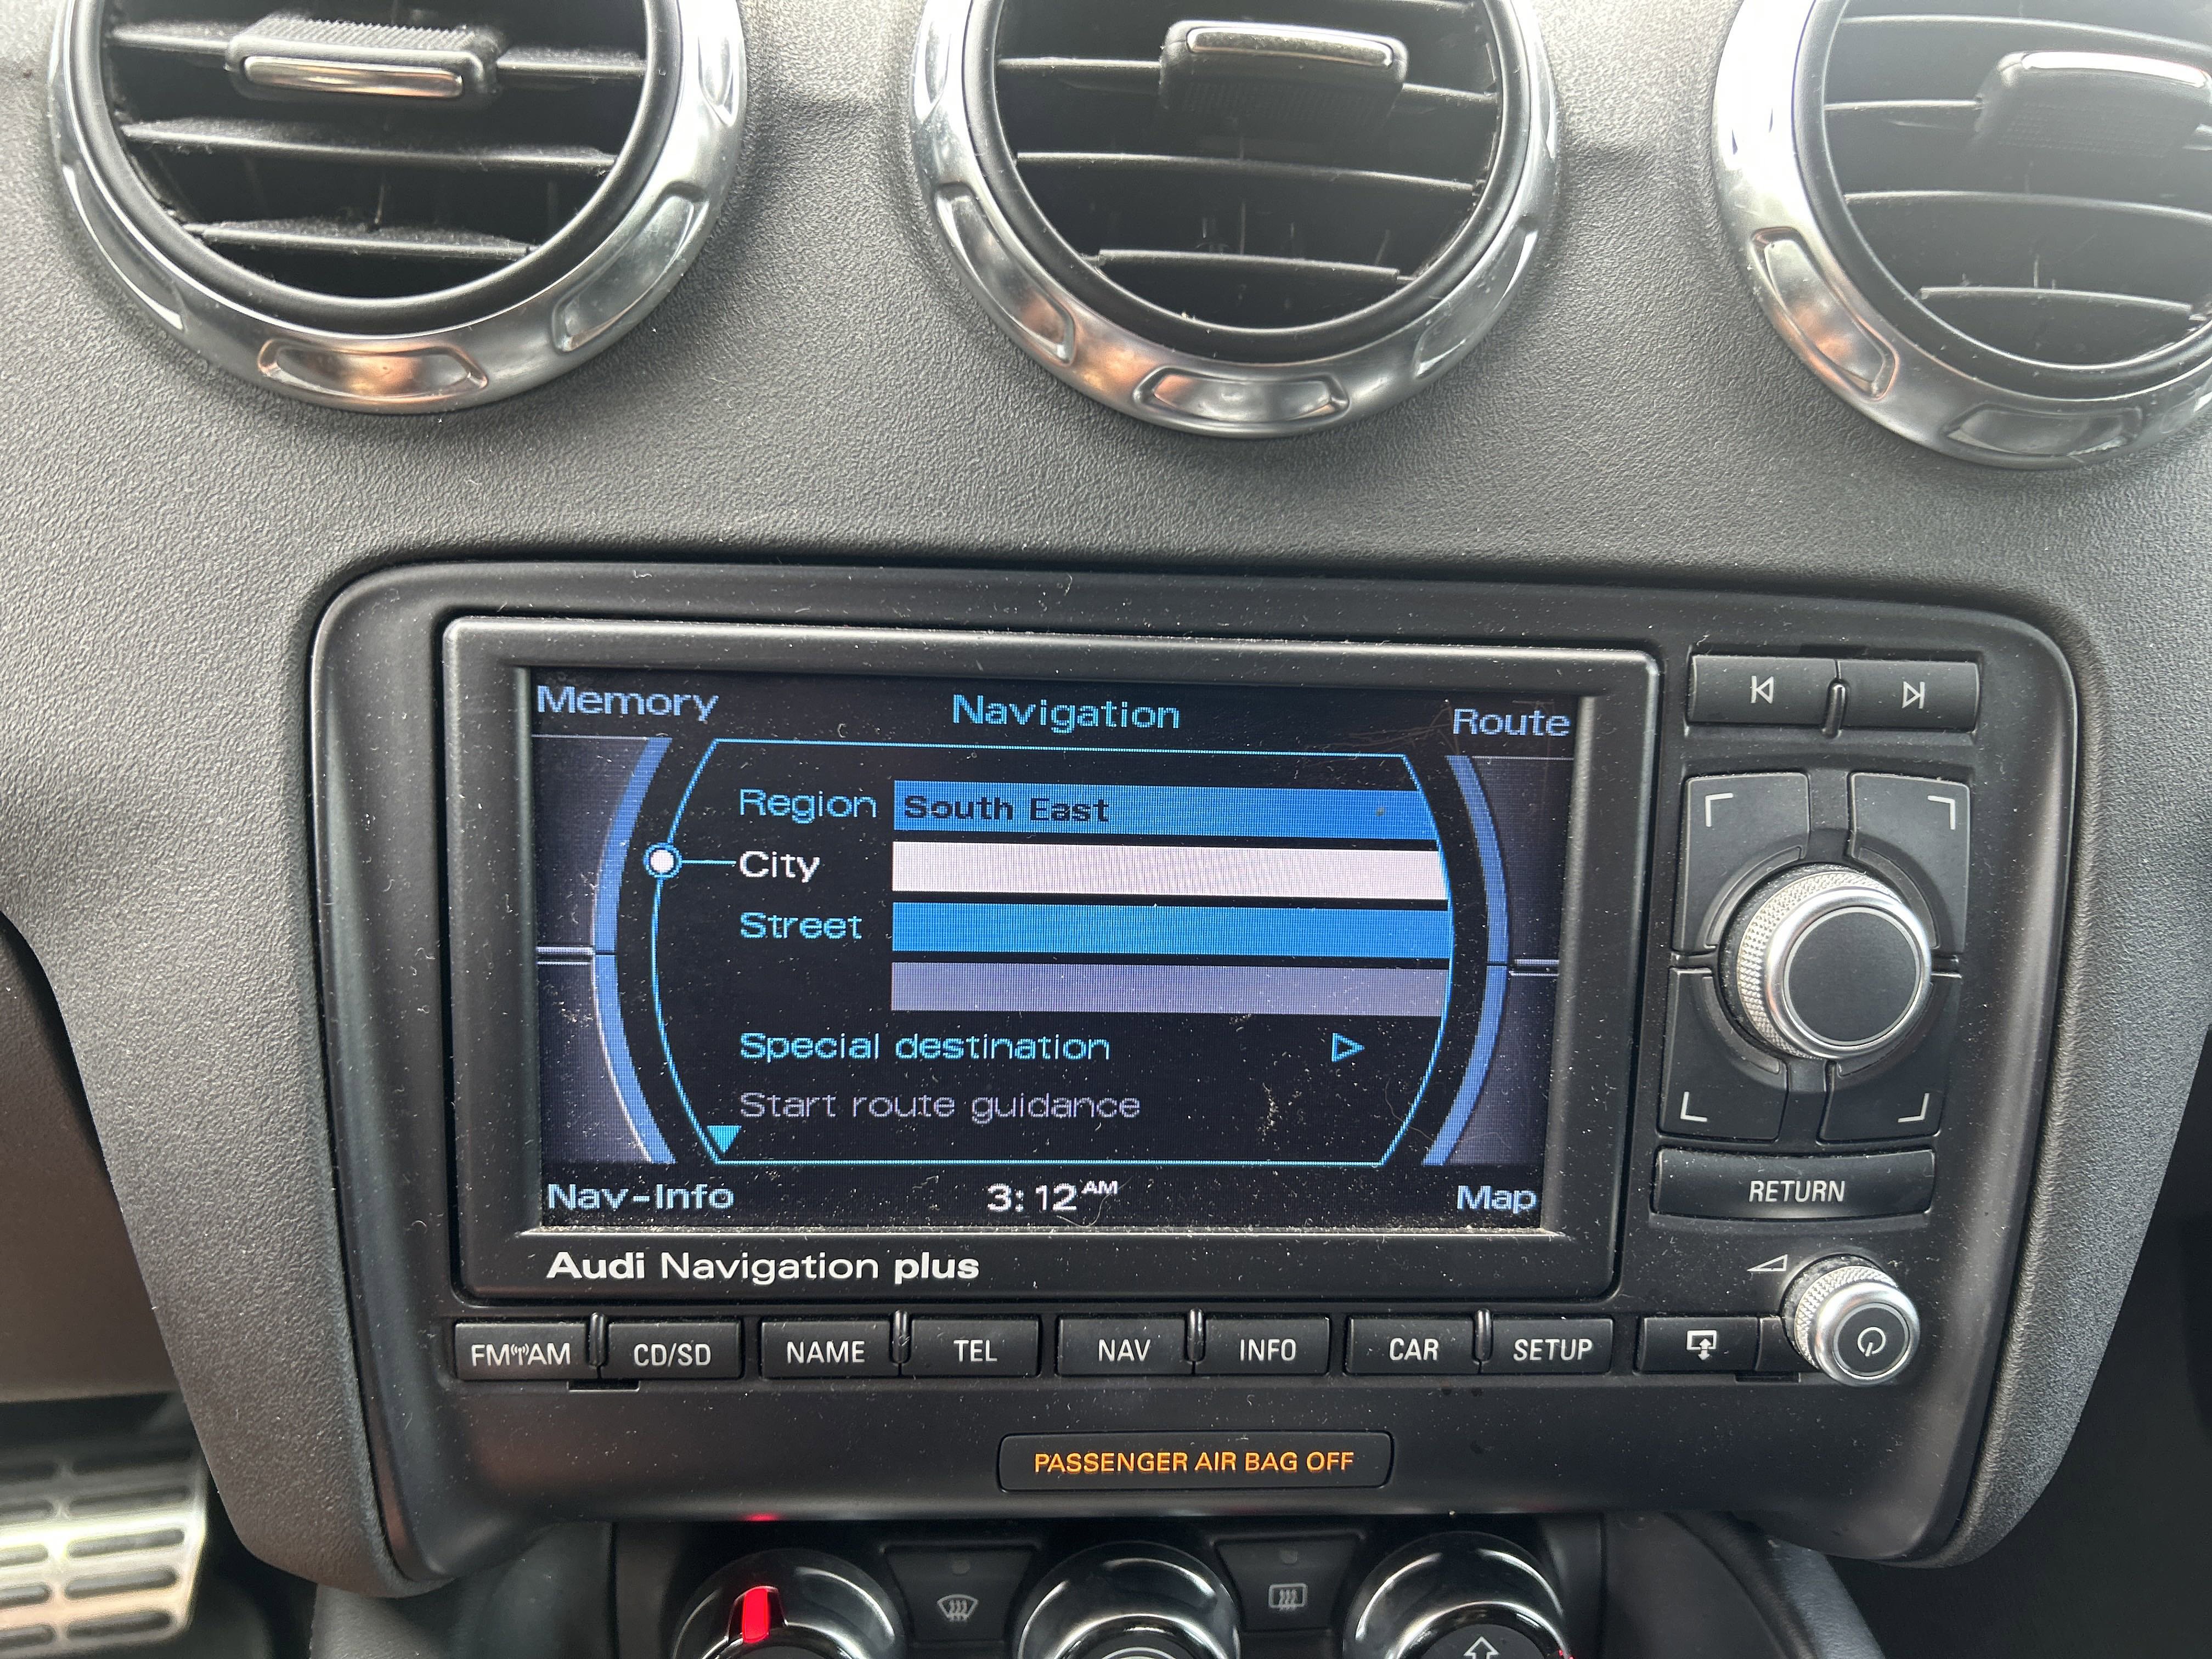 Memory
Navigation
Route
Region South East
City
Street
Special destination
Start route guidance
Nav-Info
3:12 AM
Map
Audi Navigation plus
RETURN
FM AM
CD/SD
NAME
TEL
NAV
INFO
CAR
SETUP
PASSENGER AIR BAG OFF